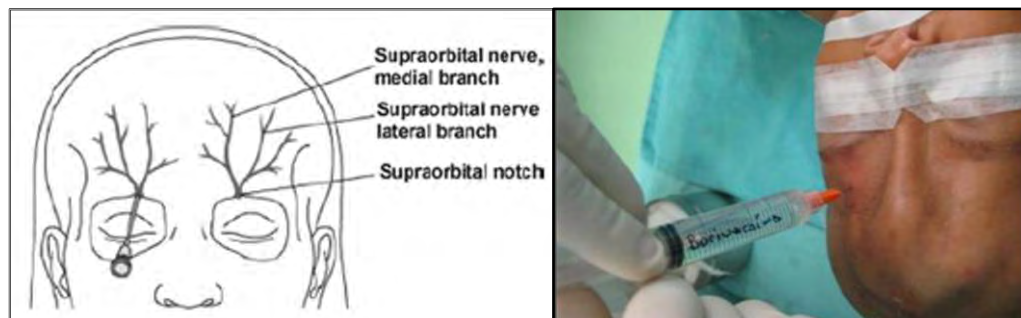 Supraorbital nerve,
medial branch
Supraorbital nerve
lateral branch
Supraorbital notch